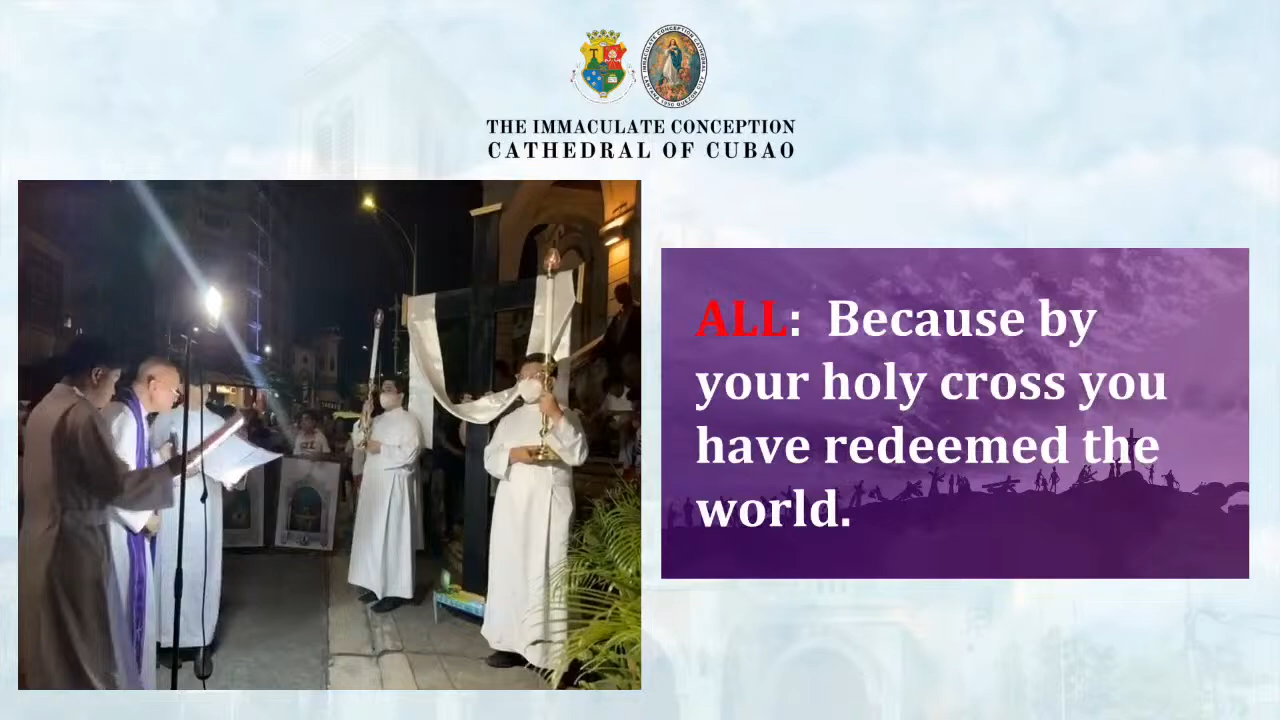 THE IMMACULATE CONCEPTION
CATHEDRAL OF CUBAO
ALL: Because by
your holy cross you
have redeemed the
world.